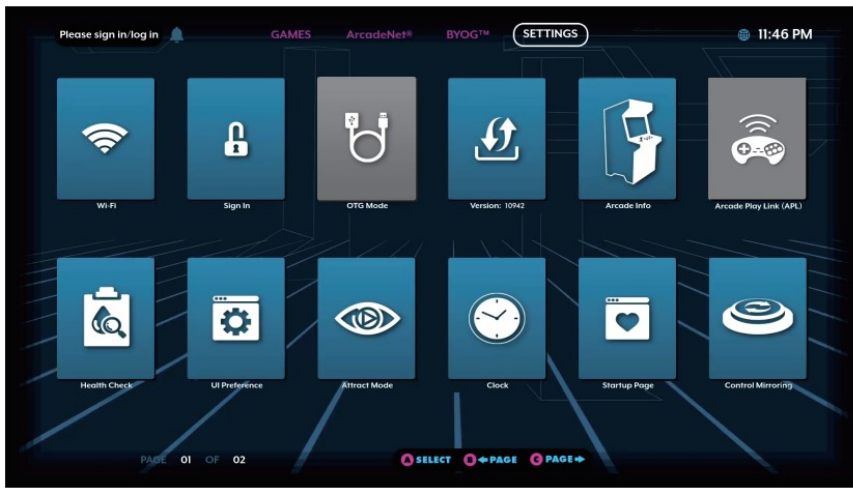 Please sign in/log in GAMES ArcadeNet® BYOG™ SETTINGS 11:46 PM
Wi-Fi Sign In OTG Mode Version: 10942 Arcade Info Arcade Play Link (APL)
Health Check UI Preference Attract Mode Clock Startup Page Control Mirroring
PAGE 01 OF 02 A SELECT B PAGE C PAGE